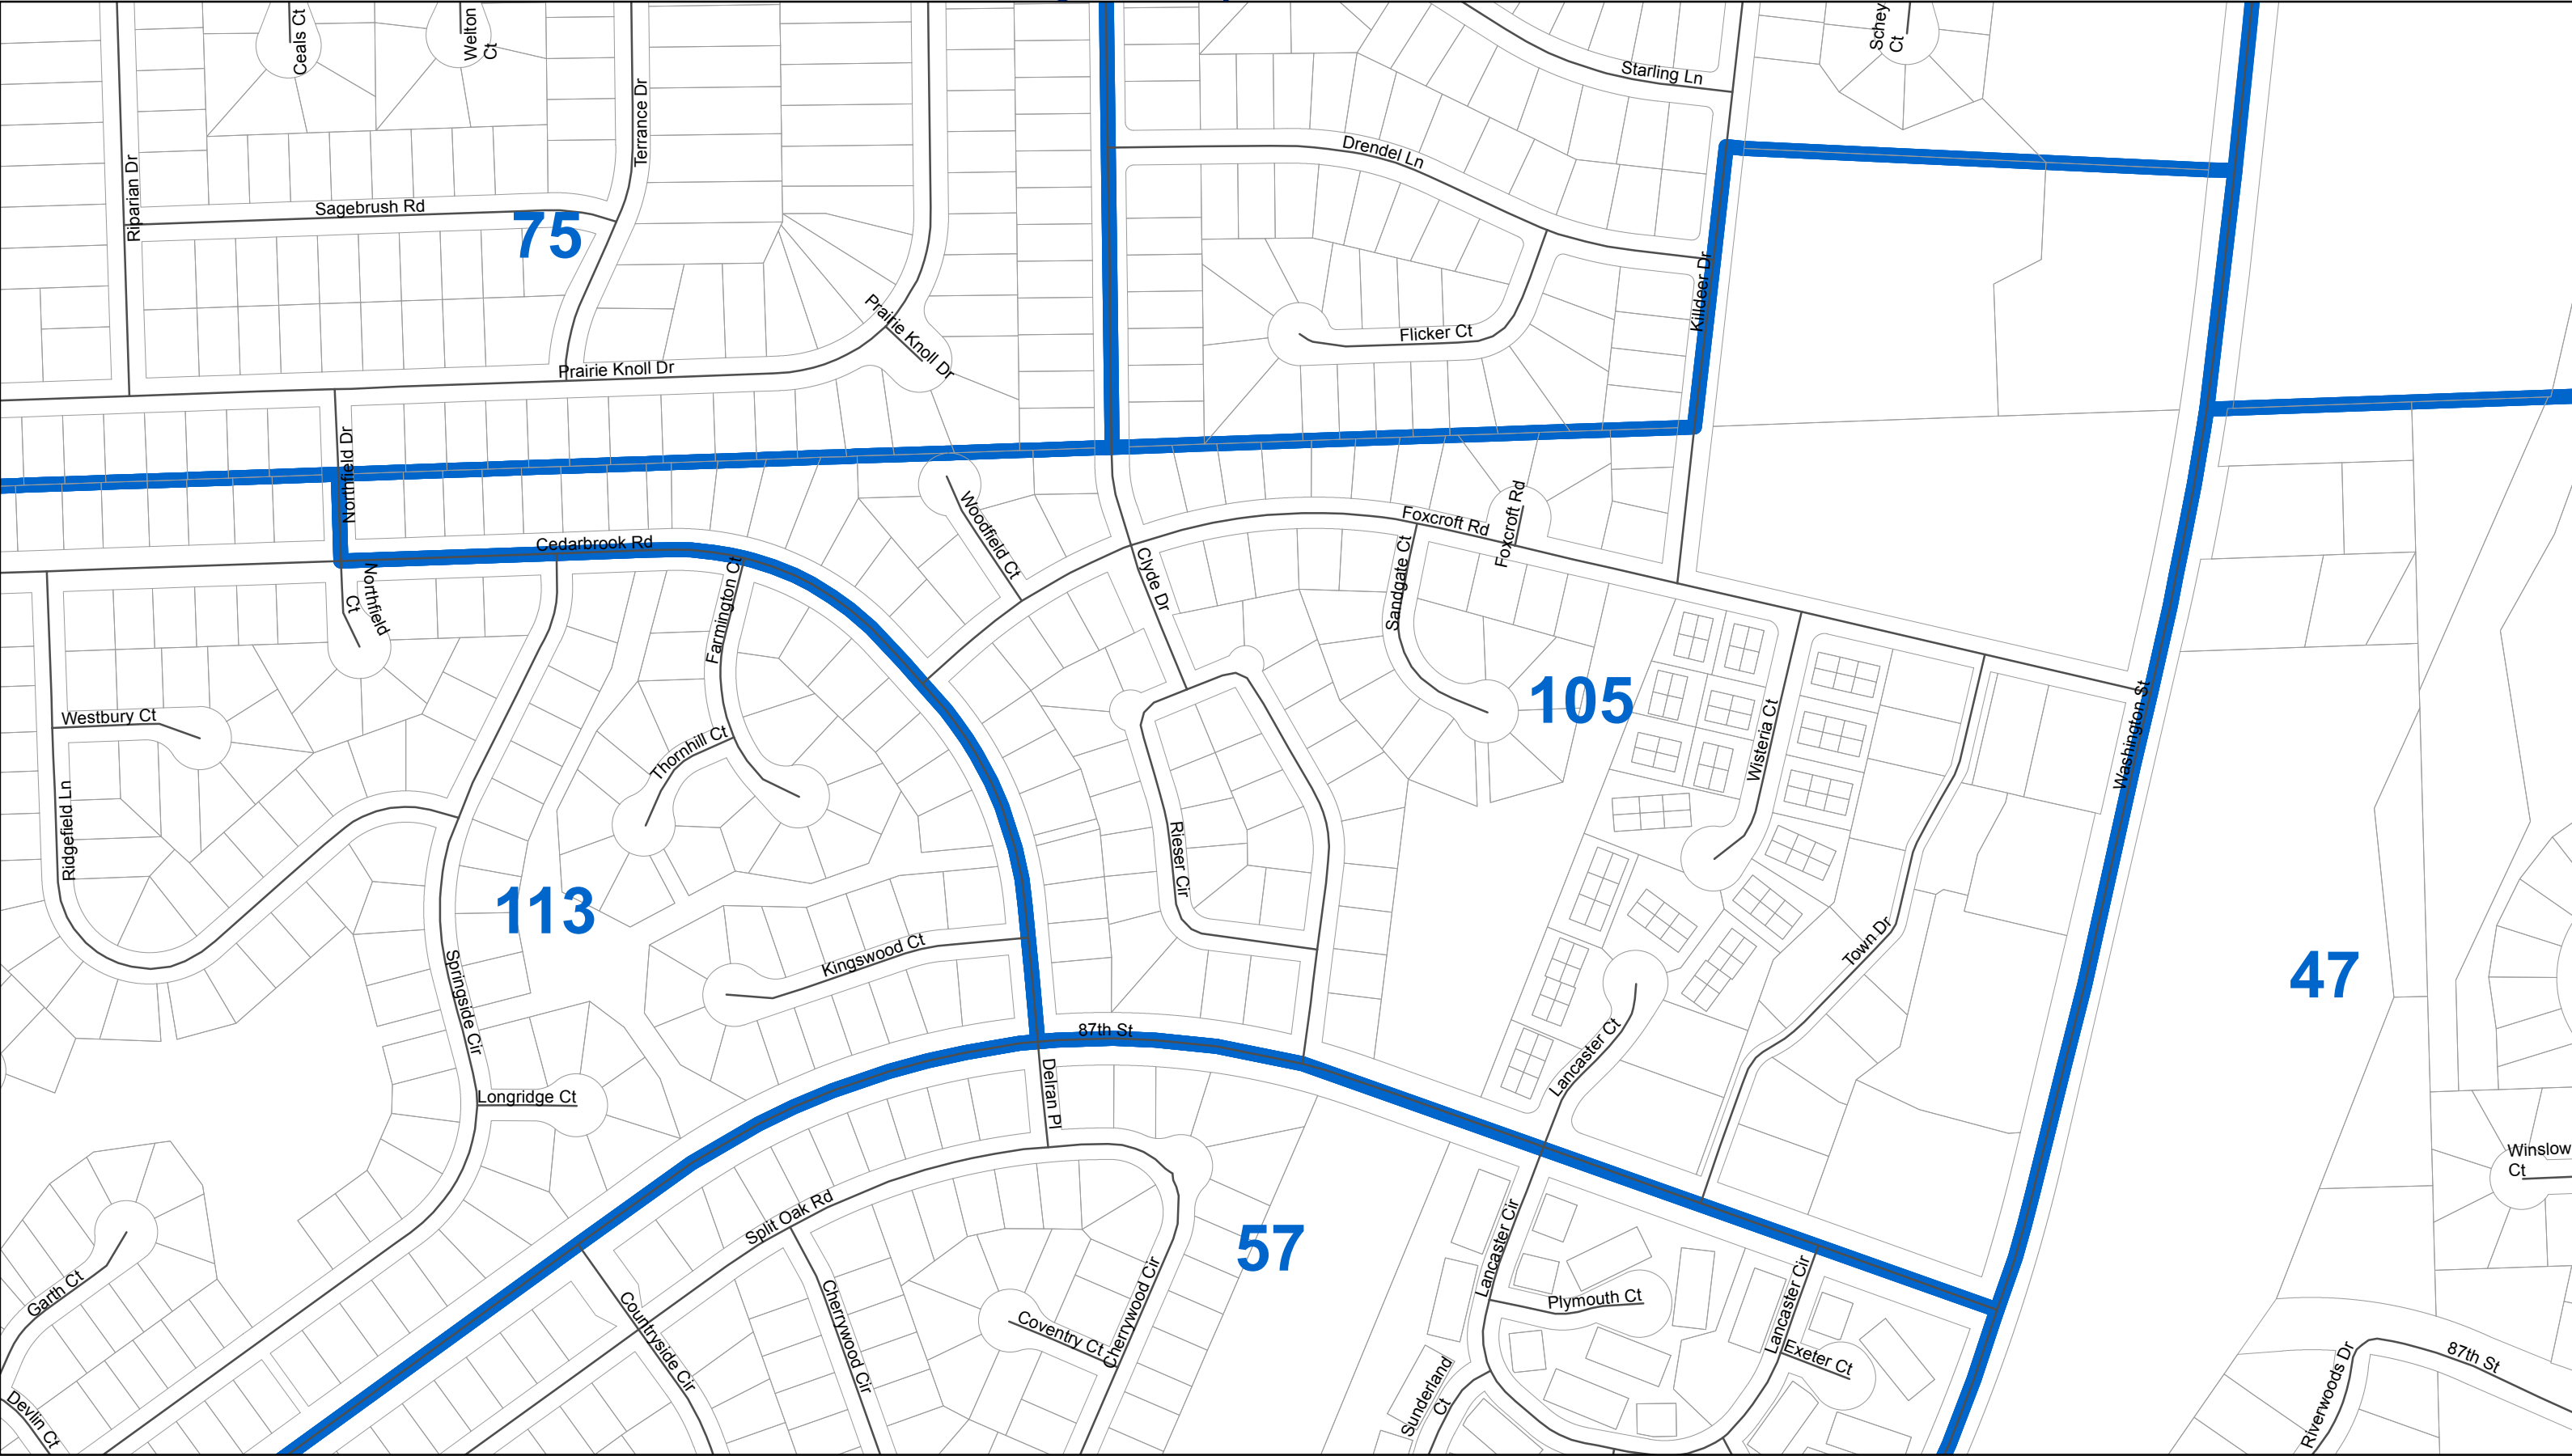 Ceals Ct
Welton
Ct
Schey
Ct
Terrance Dr
Starling Ln
Drendel Ln
Riparian Dr
Sagebrush Rd
75
Killdeer Dr
Prairie Knoll Dr
Flicker Ct
Prairie Knoll Dr
Northfield Dr
Woodfield Ct
Foxcroft Rd
Foxcroft Rd
Cedarbrook Rd
Clyde Dr
Sandgate Ct
Northfield
Ct
Farmington Ct
105
Westbury Ct
Thornhill Ct
Wisteria Ct
Washington St
Ridgefield Ln
Rieser Cir
113
Kingswood Ct
Town Dr
47
Springside Cir
87th St
Lancaster Ct
Delran Pl
Longridge Ct
Winslow
Ct
Split Oak Rd
57
Lancaster Cir
Garth Ct
Countryside Cir
Cherrywood Cir
Coventry Ct
Cherrywood Cir
Plymouth Ct
Lancaster Cir
Exeter Ct
Sunderland
Ct
Riverwoods Dr
87th St
Devlin Ct